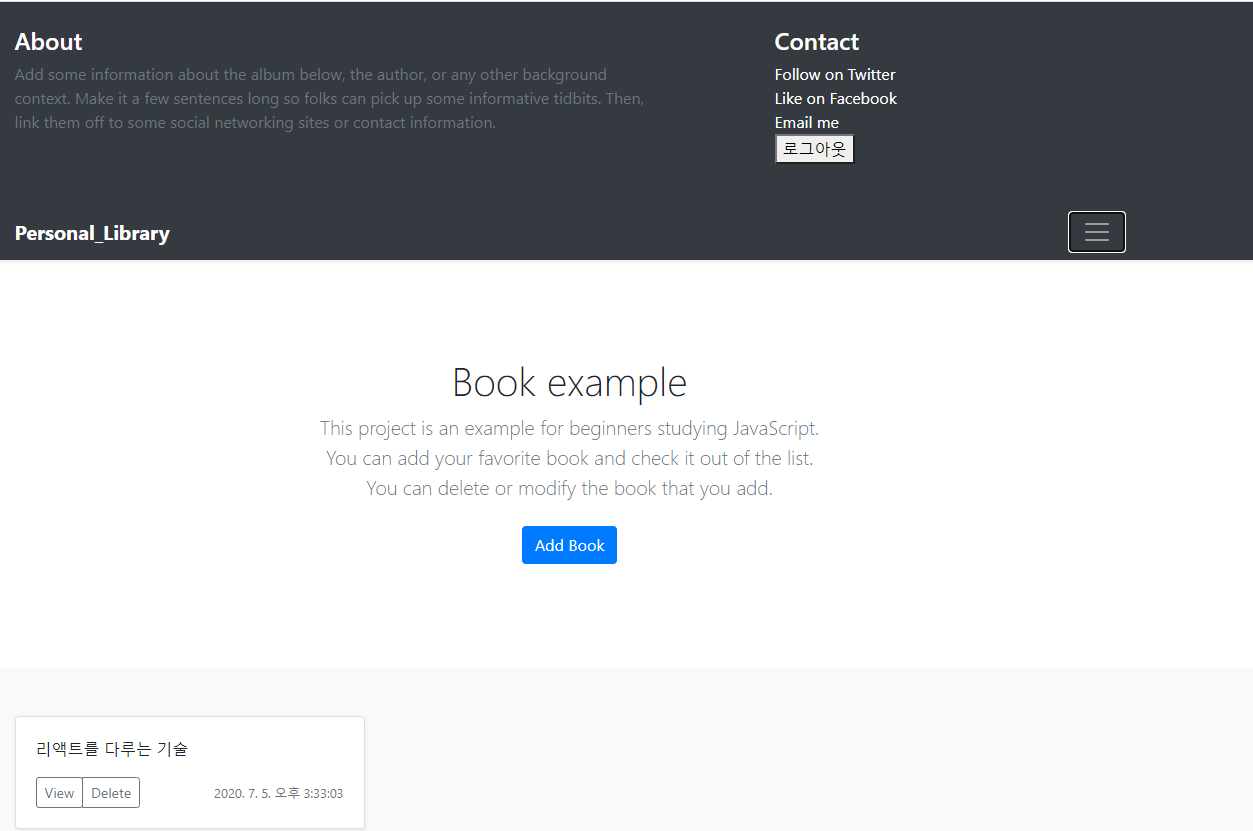 About
Add some information about the album below, the author, or any other background
context. Make it a few sentences long so folks can pick up some informative tidbits. Then,
link them off to some social networking sites or contact information.
Contact
Follow on Twitter
Like on Facebook
Email me
로그아웃
Personal_Library
Book example
This project is an example for beginners studying JavaScript.
You can add your favorite book and check it out of the list.
You can delete or modify the book that you add.
Add Book
리액트를 다루는 기술
View Delete 2020. 7. 5. 오후 3:33:03